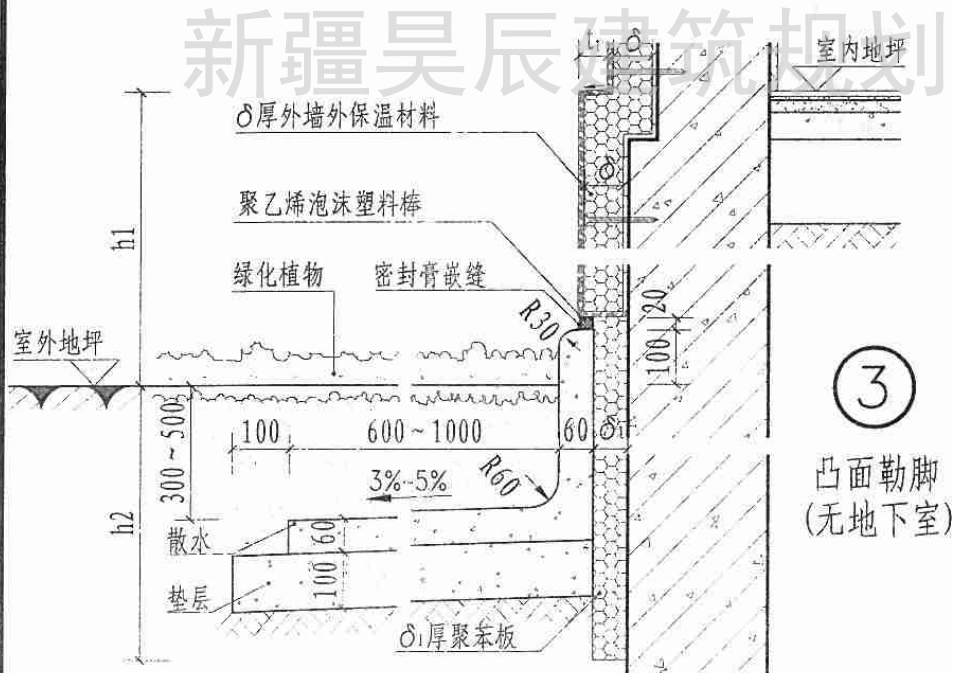 新疆昊辰建筑规划
t₁ δ
室内地坪
δ厚外墙外保温材料
δ
聚乙烯泡沫塑料棒
h1
绿化植物 密封膏嵌缝
R30
20
100
室外地坪
③
300~500
100 600~1000 60 δ₁
3%-5% R60
凸面勒脚
(无地下室)
h2
散水
60
100
垫层
δ₁厚聚苯板